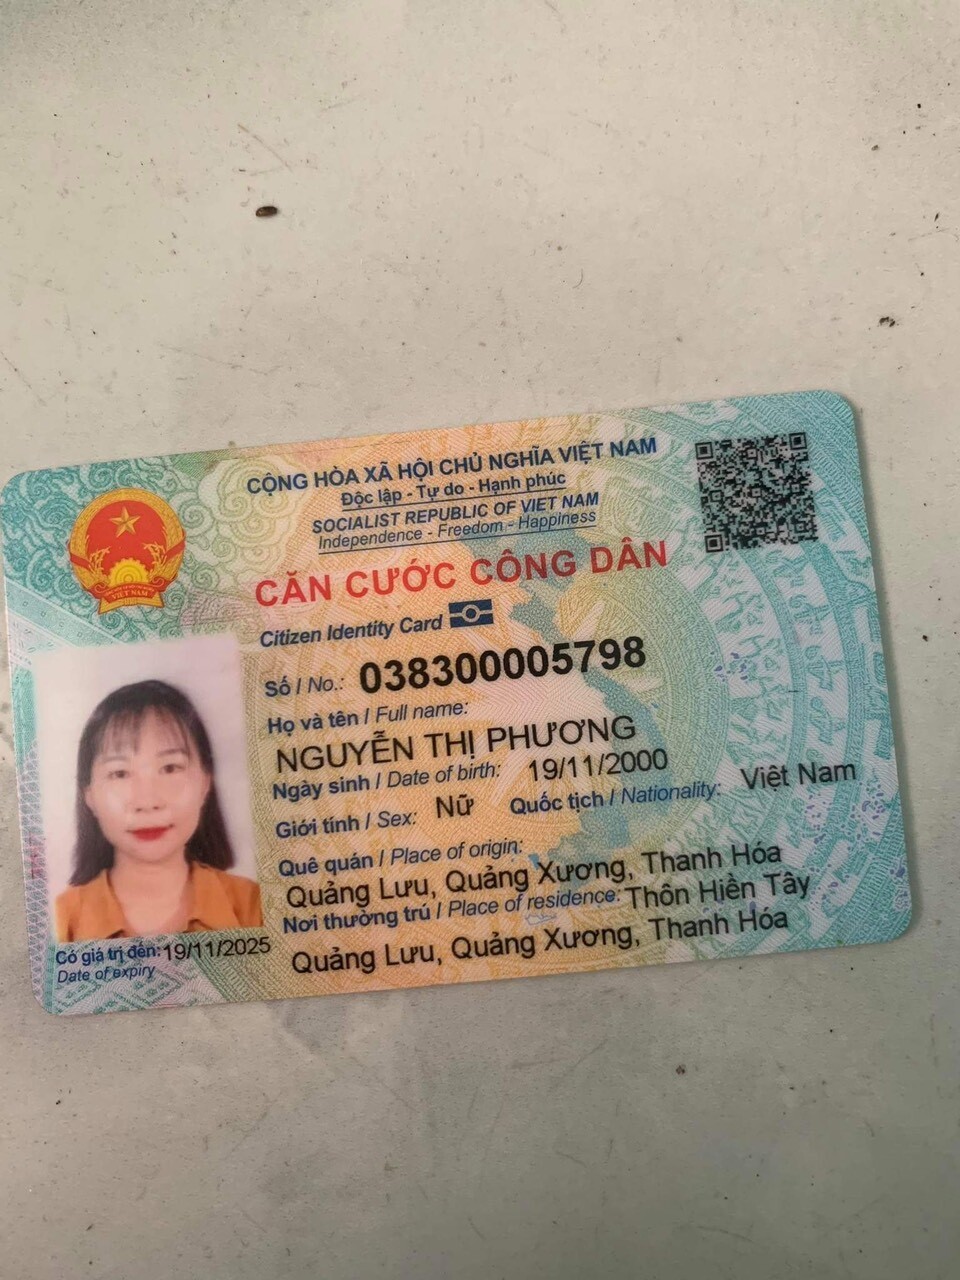 CỘNG HÒA XÃ HỘI CHỦ NGHĨA VIỆT NAM
Độc lập - Tự do - Hạnh phúc
SOCIALIST REPUBLIC OF VIET NAM
Independence - Freedom - Happiness
CĂN CƯỚC CÔNG DÂN
Citizen Identity Card
Số / No.: 038300005798
Họ và tên / Full name:
NGUYỄN THỊ PHƯƠNG
Ngày sinh / Date of birth: 19/11/2000
Giới tính / Sex: Nữ Quốc tịch / Nationality: Việt Nam
Quê quán / Place of origin:
Quảng Lưu, Quảng Xương, Thanh Hóa
Nơi thường trú / Place of residence: Thôn Hiền Tây
Quảng Lưu, Quảng Xương, Thanh Hóa
Có giá trị đến: 19/11/2025
Date of expiry
VIỆT NAM